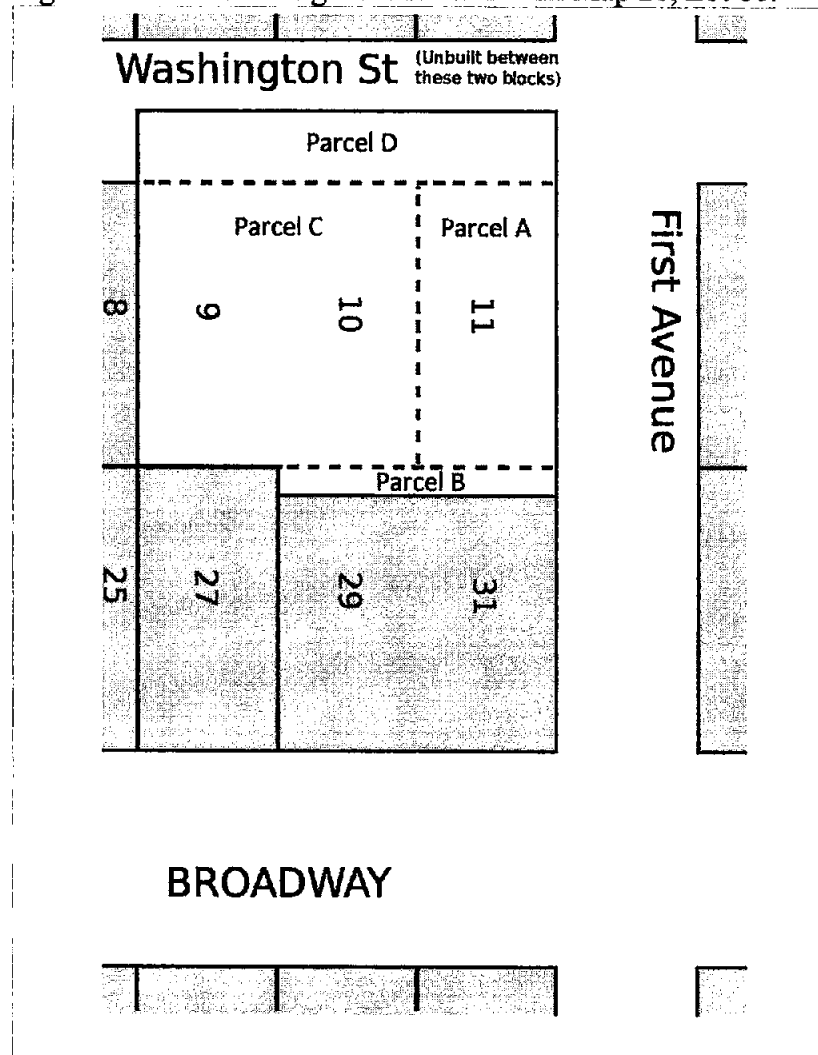 Washington St (Unbuilt between
these two blocks)
Parcel D
Parcel C
Parcel A
First Avenue
8
9
10
11
Parcel B
25
27
29
31
BROADWAY